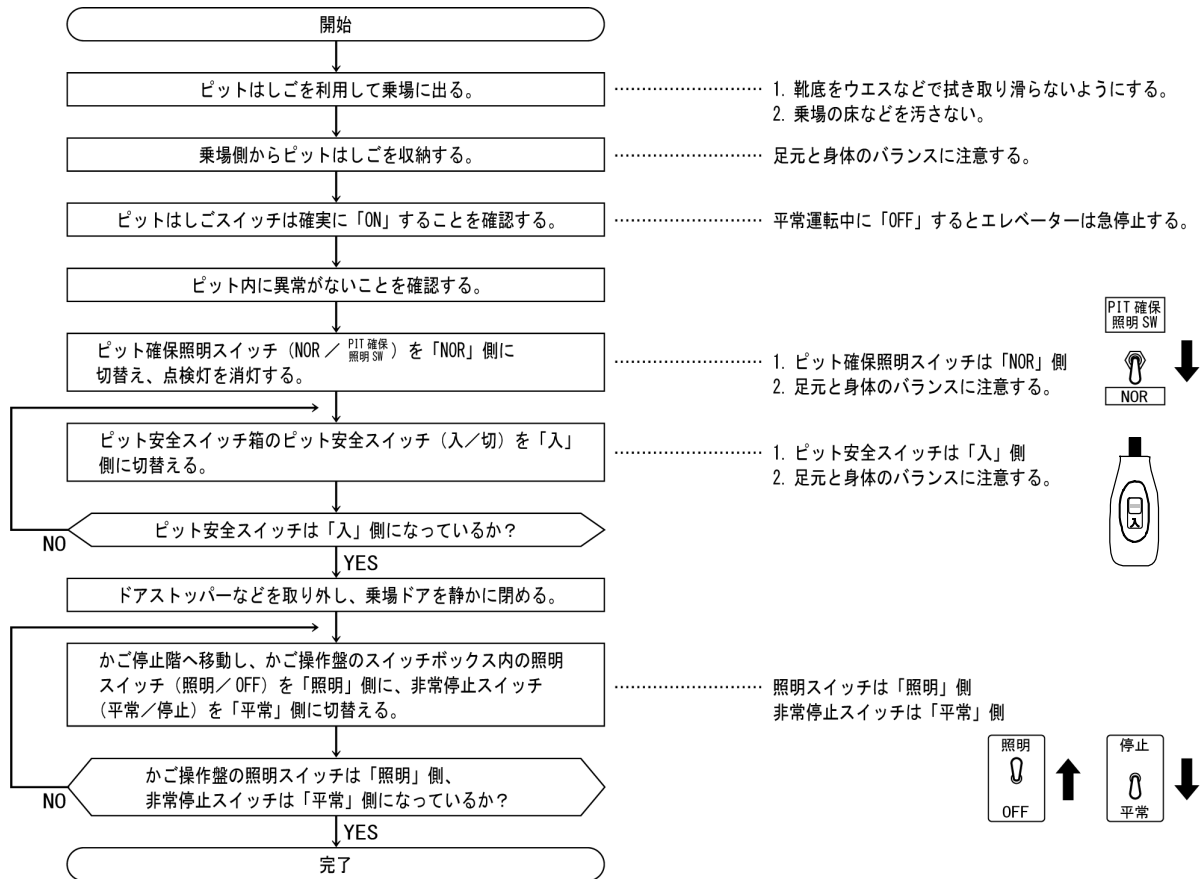 開始
ピットはしごを利用して乗場に出る。
1. 靴底をウエスなどで拭き取り滑らないようにする。
2. 乗場の床などを汚さない。
乗場側からピットはしごを収納する。
足元と身体のバランスに注意する。
ピットはしごスイッチは確実に「ON」することを確認する。
平常運転中に「OFF」するとエレベーターは急停止する。
ピット内に異常がないことを確認する。
ピット確保照明スイッチ（NOR／PIT 確保 照明 SW）を「NOR」側に
切替え、点検灯を消灯する。
1. ピット確保照明スイッチは「NOR」側
2. 足元と身体のバランスに注意する。
PIT 確保
照明 SW
NOR
ピット安全スイッチ箱のピット安全スイッチ（入／切）を「入」
側に切替える。
1. ピット安全スイッチは「入」側
2. 足元と身体のバランスに注意する。
入
ピット安全スイッチは「入」側になっているか？
NO
YES
ドアストッパーなどを取り外し、乗場ドアを静かに閉める。
かご停止階へ移動し、かご操作盤のスイッチボックス内の照明
スイッチ（照明／OFF）を「照明」側に、非常停止スイッチ
（平常／停止）を「平常」側に切替える。
照明スイッチは「照明」側
非常停止スイッチは「平常」側
照明
OFF
停止
平常
かご操作盤の照明スイッチは「照明」側、
非常停止スイッチは「平常」側になっているか？
NO
YES
完了